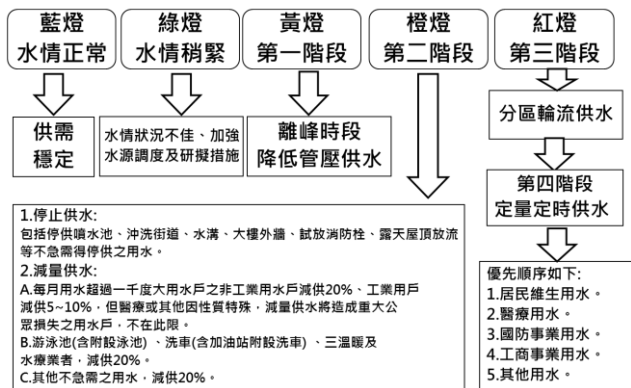 藍燈
水情正常
綠燈
水情稍緊
黃燈
第一階段
橙燈
第二階段
紅燈
第三階段
供需
穩定
水情狀況不佳、加強
水源調度及研擬措施
離峰時段
降低管壓供水
分區輪流供水
第四階段
定量定時供水
1.停止供水:
包括停供噴水池、沖洗街道、水溝、大樓外牆、試放消防栓、露天屋頂放流
等不急需得停供之用水。
2.減量供水:
A.每月用水超過一千度大用水戶之非工業用水戶減供20%、工業用戶
減供5~10%，但醫療或其他因性質特殊，減量供水將造成重大公
眾損失之用水戶，不在此限。
B.游泳池(含附設泳池) 、洗車(含加油站附設洗車) 、三溫暖及
水療業者，減供20%。
C.其他不急需之用水，減供20%。
優先順序如下:
1.居民維生用水。
2.醫療用水。
3.國防事業用水。
4.工商事業用水。
5.其他用水。